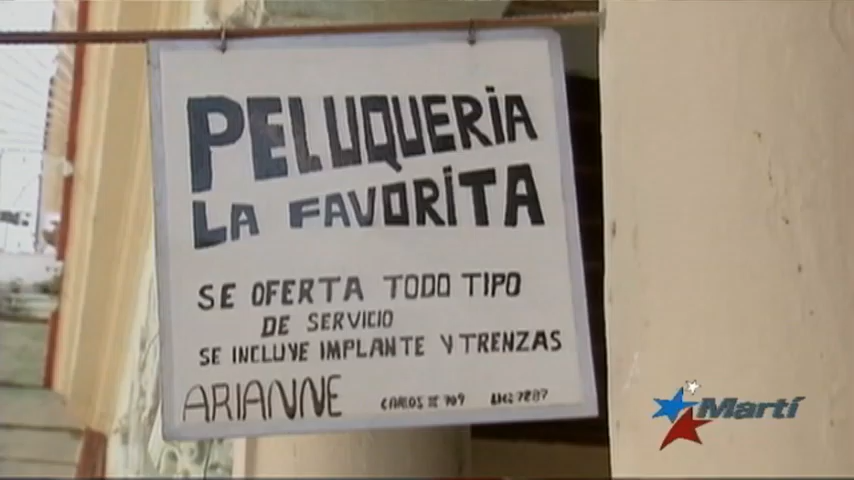 PELUQUERIA
LA FAVORITA
SE OFERTA TODO TIPO
DE SERVICIO
SE INCLUYE IMPLANTE Y TRENZAS
ARIANNE
CARLOS III 709
Martí